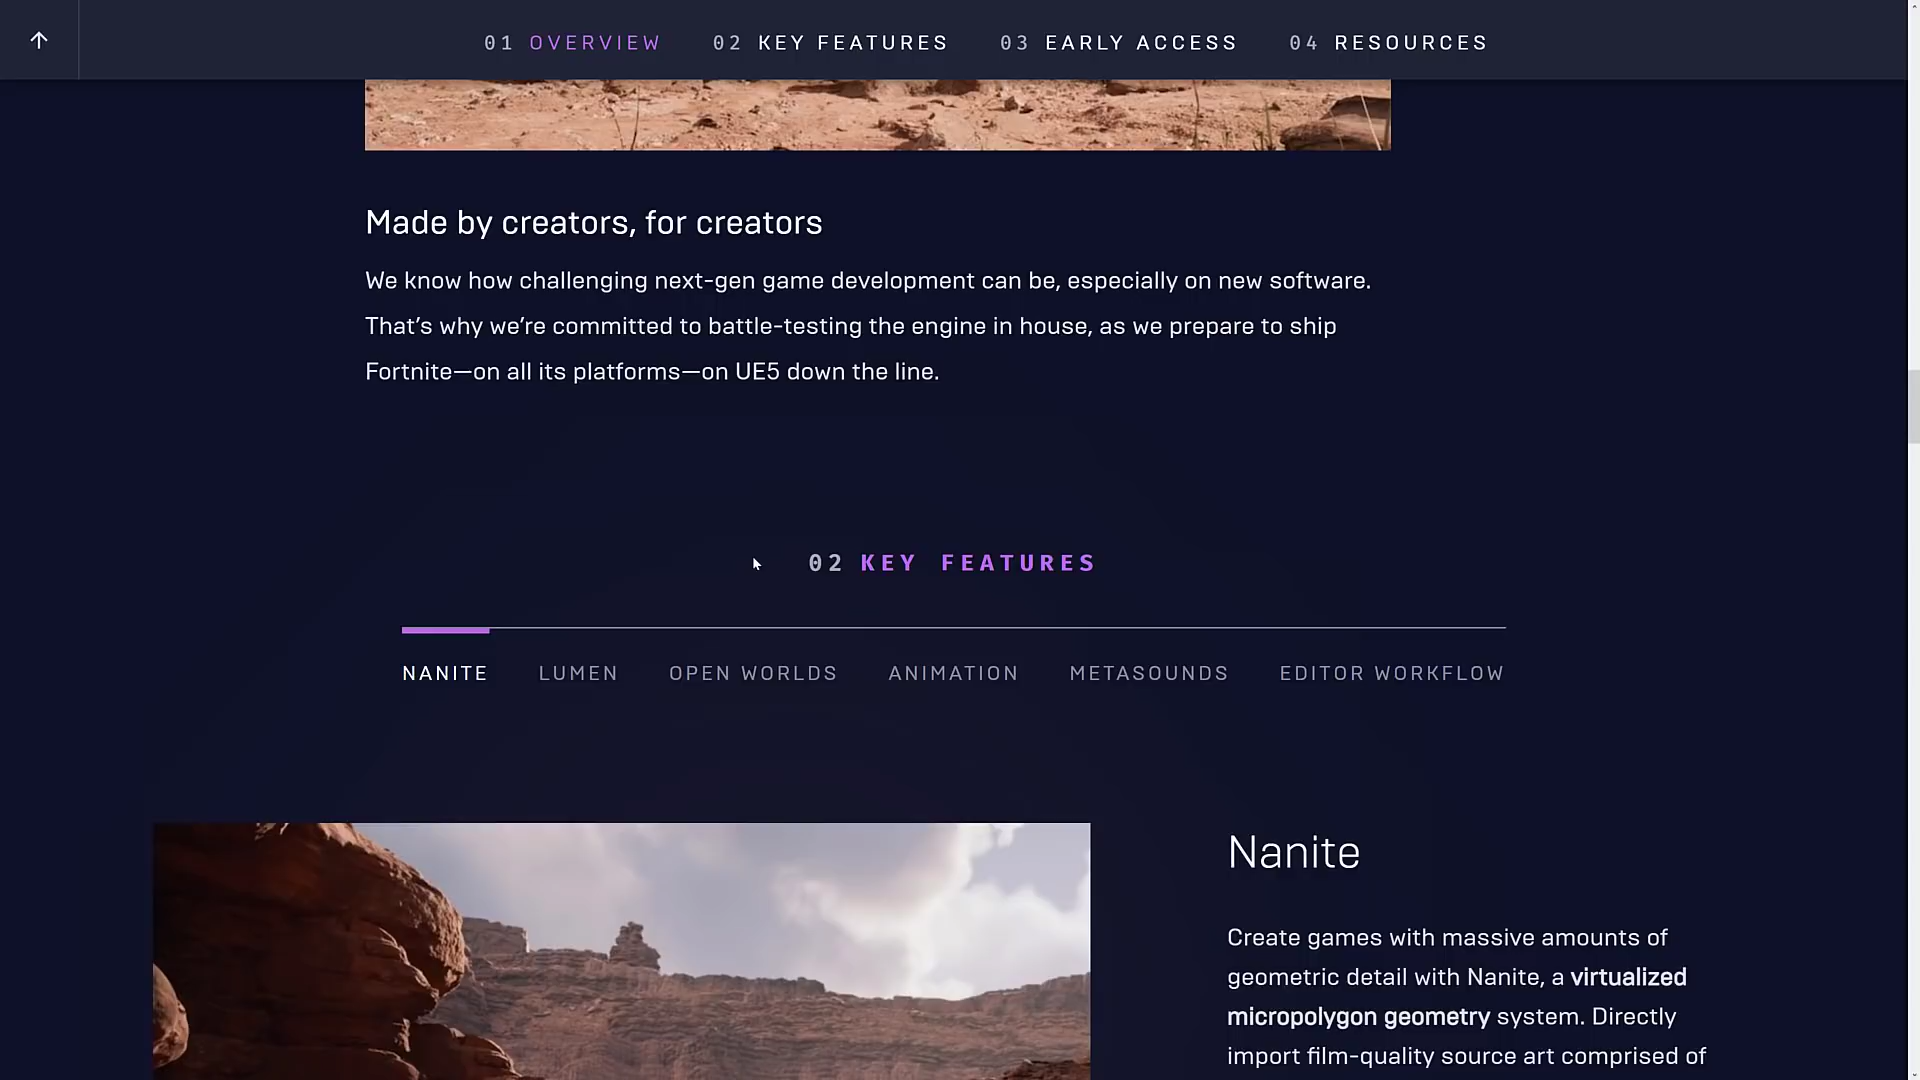 01 OVERVIEW 02 KEY FEATURES 03 EARLY ACCESS 04 RESOURCES
Made by creators, for creators
We know how challenging next-gen game development can be, especially on new software.
That’s why we’re committed to battle-testing the engine in house, as we prepare to ship
Fortnite—on all its platforms—on UE5 down the line.
02 KEY FEATURES
NANITE LUMEN OPEN WORLDS ANIMATION METASOUNDS EDITOR WORKFLOW
Nanite
Create games with massive amounts of
geometric detail with Nanite, a virtualized
micropolygon geometry system. Directly
import film-quality source art comprised of